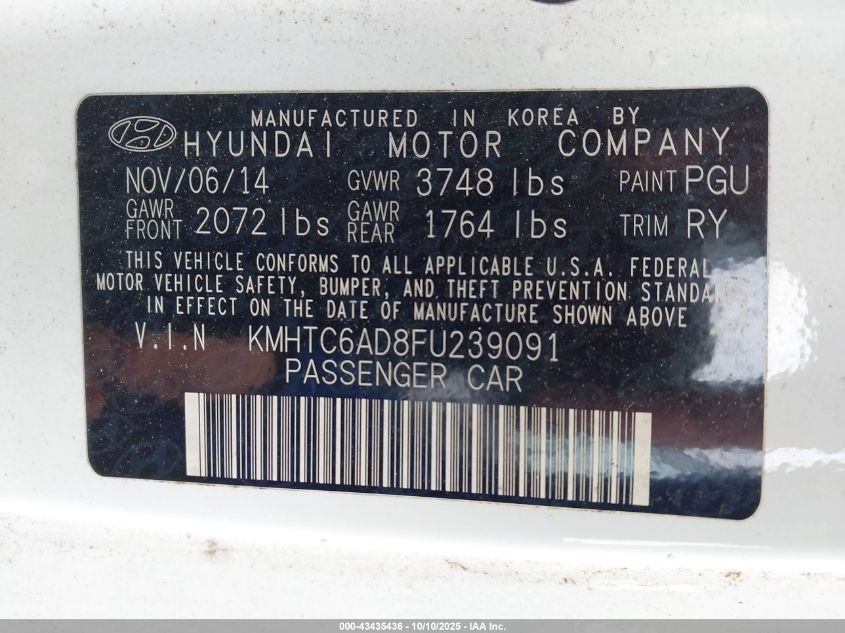 MANUFACTURED IN KOREA BY
HYUNDAI MOTOR COMPANY
NOV/06/14 GVWR 3748 lbs PAINT PGU
GAWR FRONT 2072 lbs GAWR REAR 1764 lbs TRIM RY
THIS VEHICLE CONFORMS TO ALL APPLICABLE U.S.A. FEDERAL
MOTOR VEHICLE SAFETY, BUMPER, AND THEFT PREVENTION STANDARDS
IN EFFECT ON THE DATE OF MANUFACTURE SHOWN ABOVE
V.I.N KMHTC6AD8FU239091
PASSENGER CAR
000-43435436 - 10/10/2025 - IAA Inc.